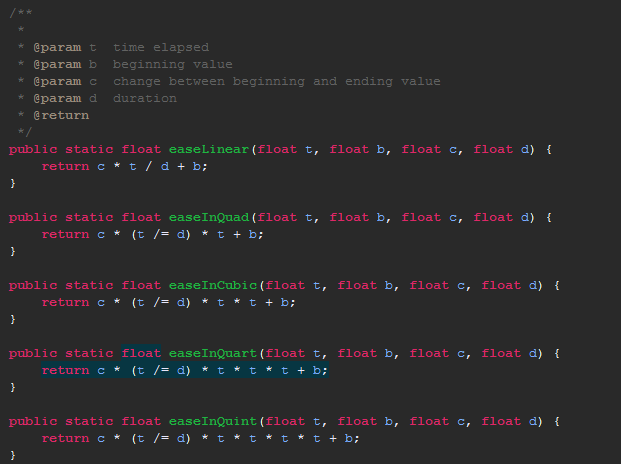 /**
 *
 * @param t  time elapsed
 * @param b  beginning value
 * @param c  change between beginning and ending value
 * @param d  duration
 * @return
 */
public static float easeLinear(float t, float b, float c, float d) {
    return c * t / d + b;
}
public static float easeInQuad(float t, float b, float c, float d) {
    return c * (t /= d) * t + b;
}
public static float easeInCubic(float t, float b, float c, float d) {
    return c * (t /= d) * t * t + b;
}
public static float easeInQuart(float t, float b, float c, float d) {
    return c * (t /= d) * t * t * t + b;
}
public static float easeInQuint(float t, float b, float c, float d) {
    return c * (t /= d) * t * t * t * t + b;
}